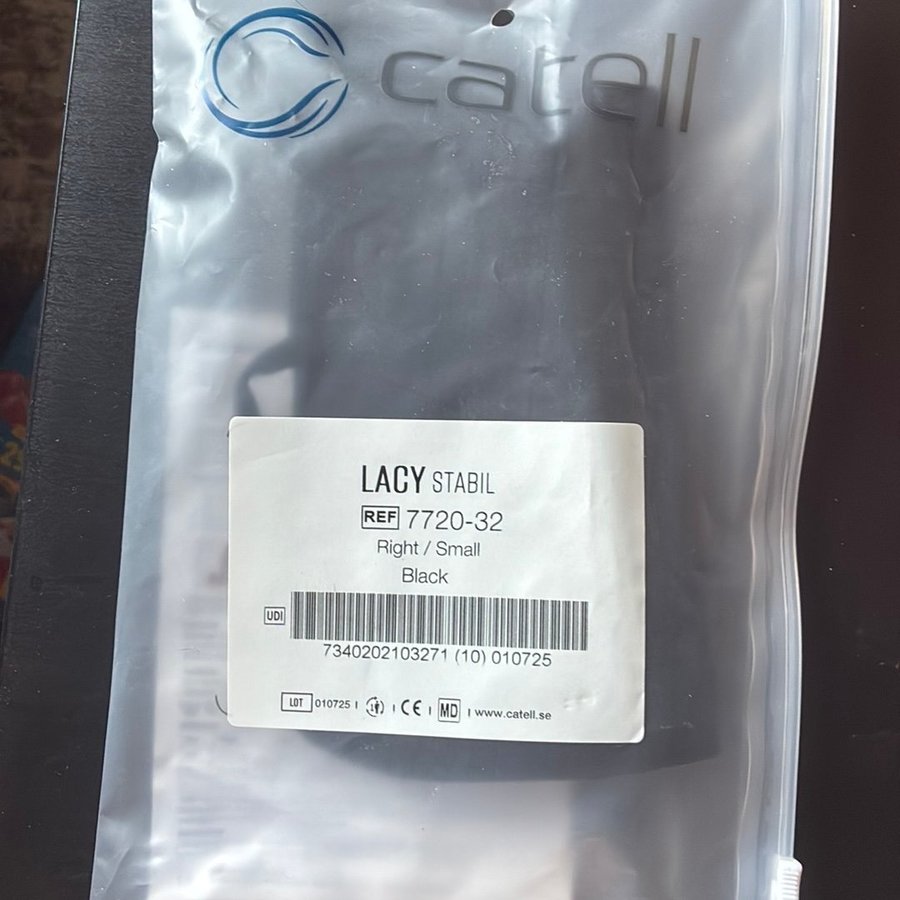 catell
LACY STABIL
REF 7720-32
Right / Small
Black
UDI
7340202103271 (10) 010725
LOT 010725 | CE | MD | www.catell.se